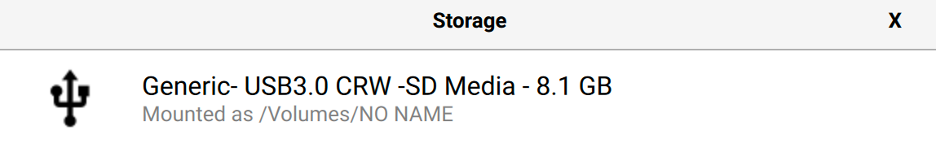 Storage X
Generic- USB3.0 CRW -SD Media - 8.1 GB
Mounted as /Volumes/NO NAME